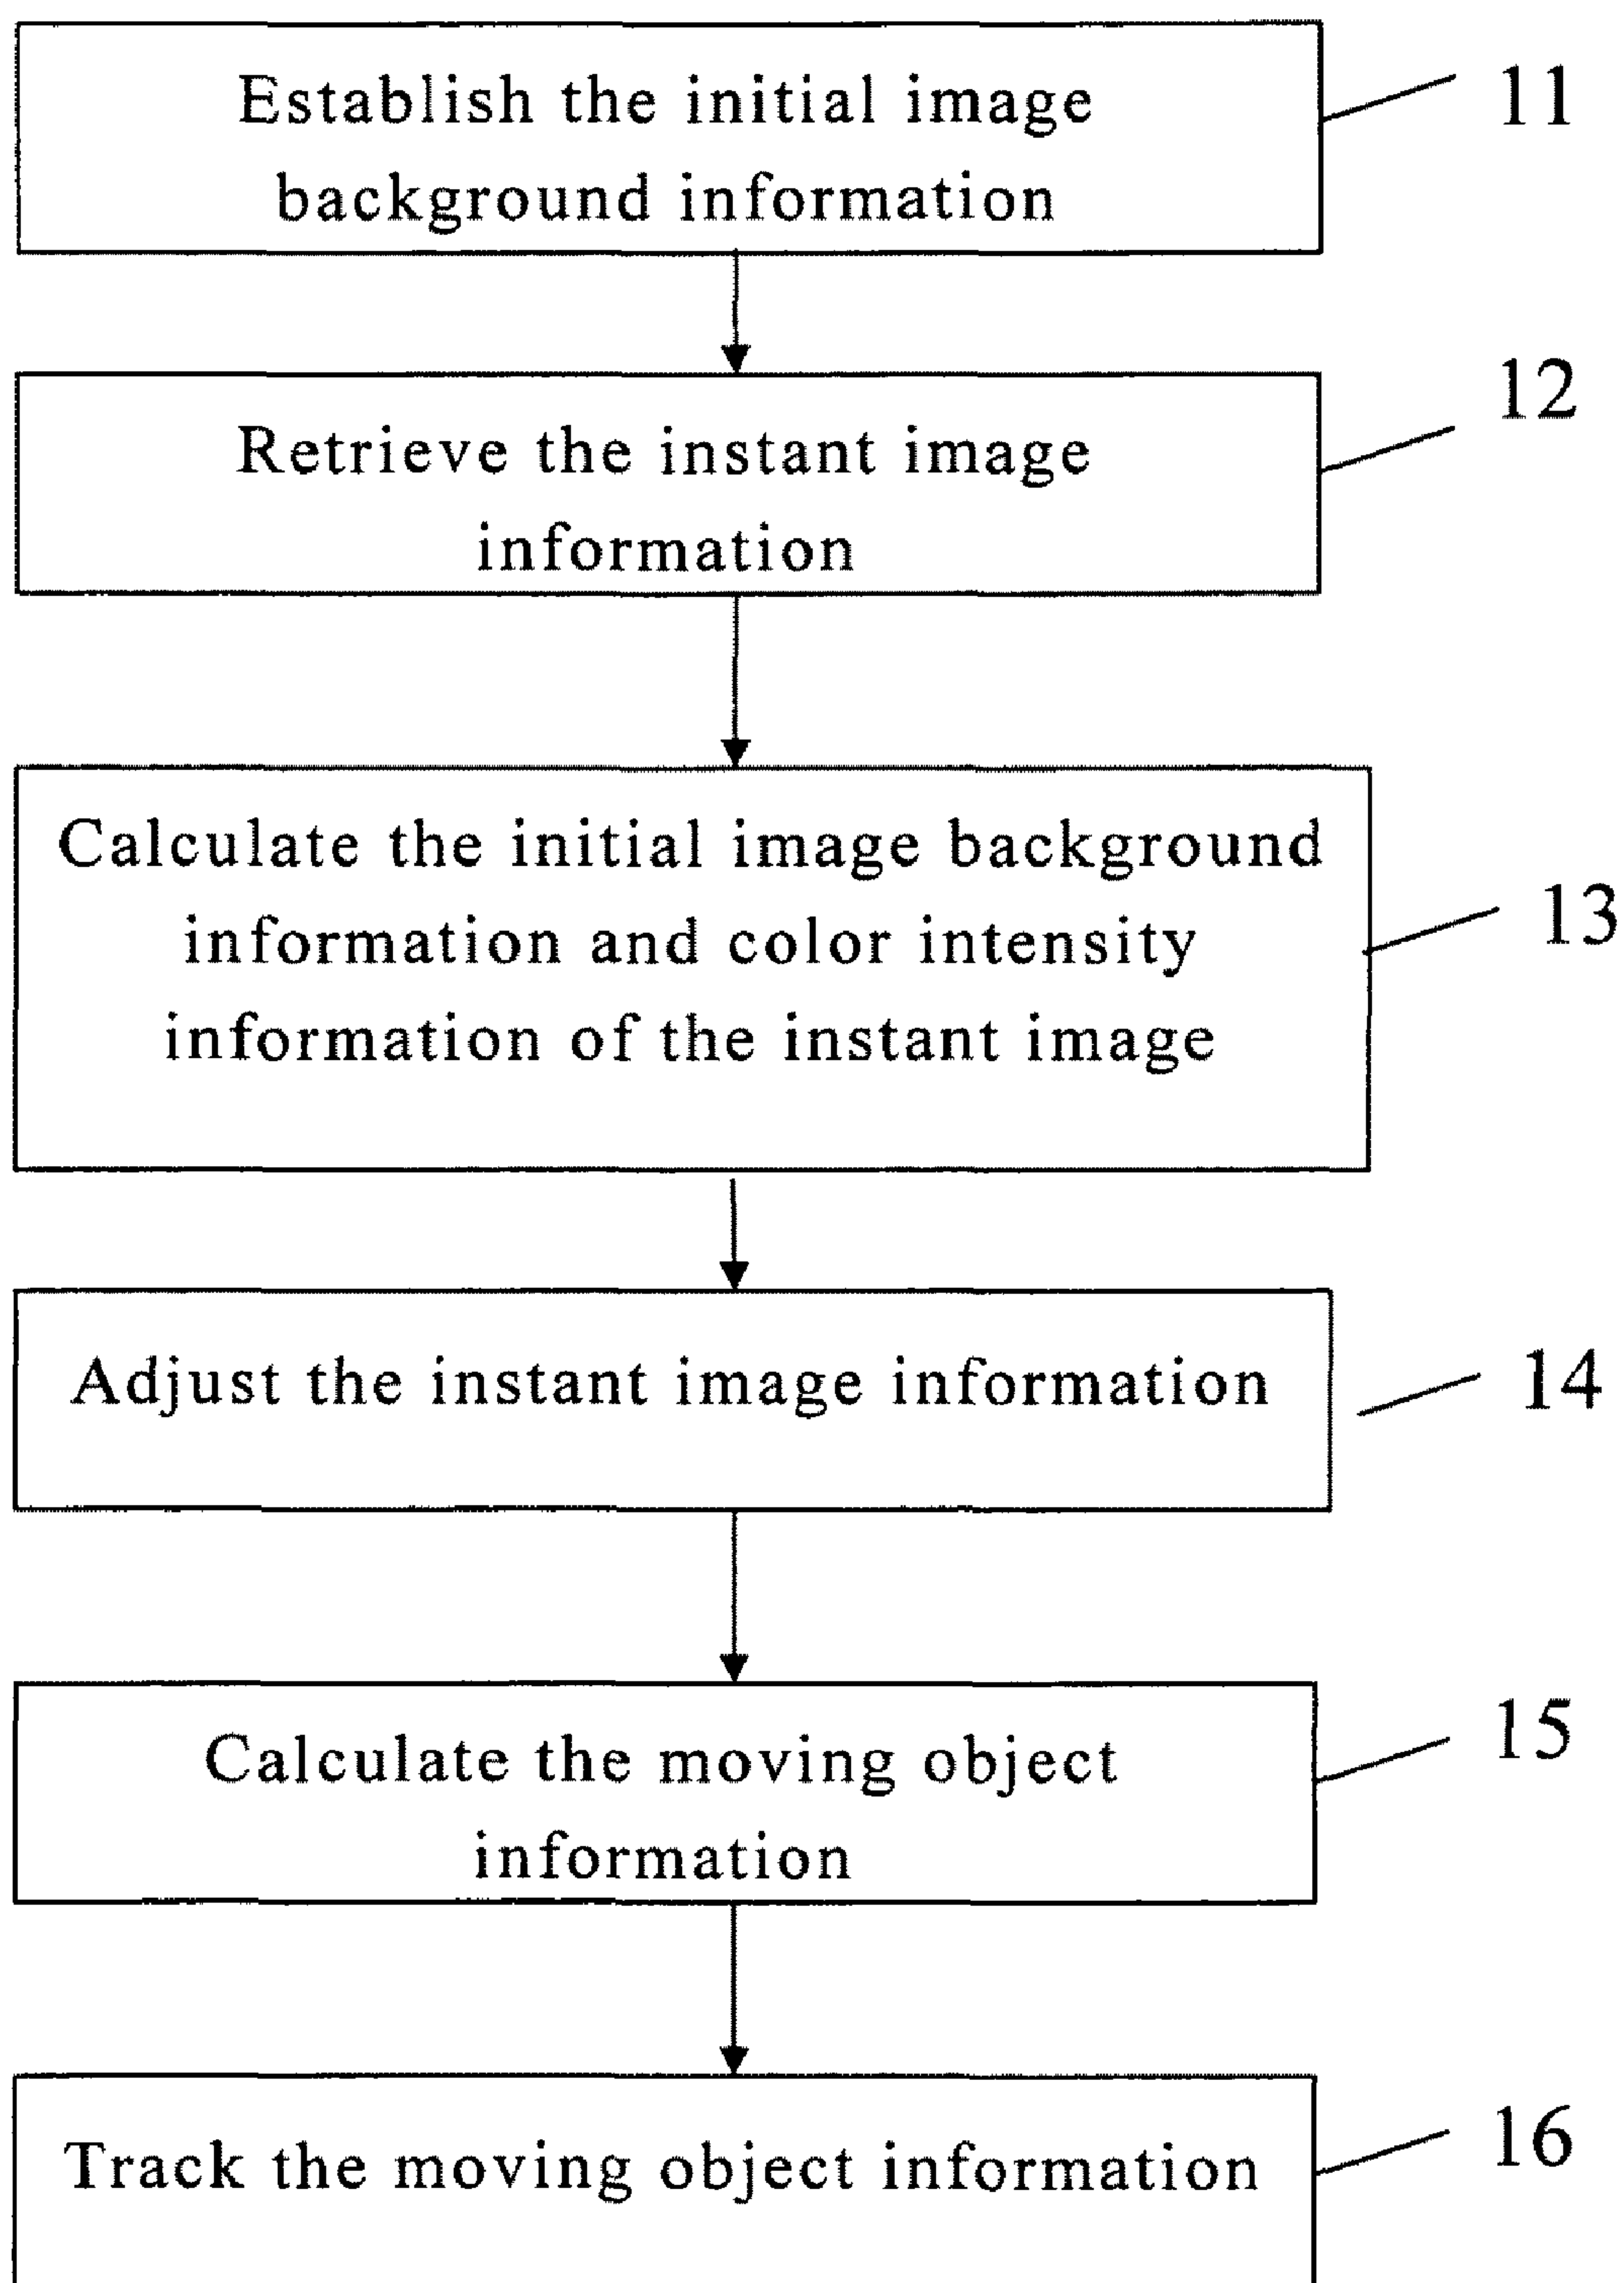 Establish the initial image
background information
11
Retrieve the instant image
information
12
Calculate the initial image background
information and color intensity
information of the instant image
13
Adjust the instant image information
14
Calculate the moving object
information
15
Track the moving object information
16